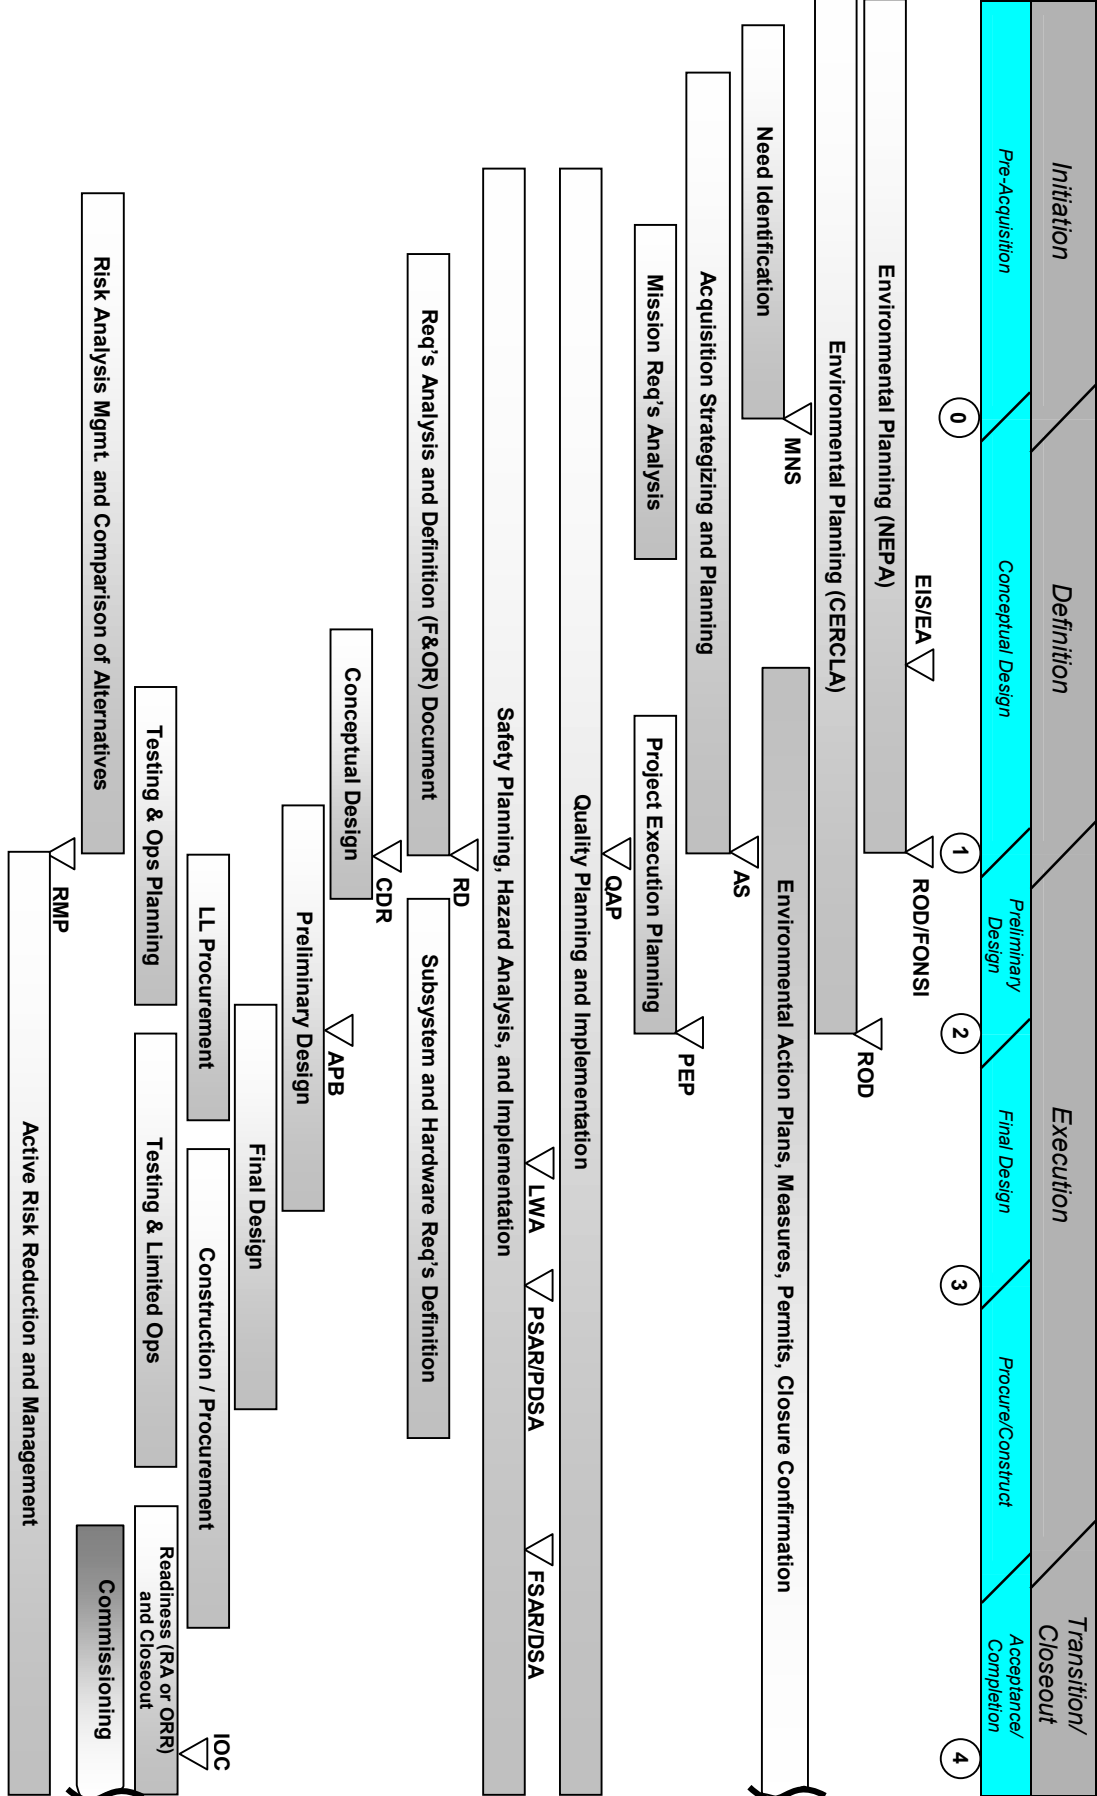 Initiation
Definition
Execution
Transition/
Closeout
Pre-Acquisition
Conceptual Design
Preliminary
Design
Final Design
Procure/Construct
Acceptance/
Completion
0
1
2
3
4
EIS/EA
ROD/FONSI
Environmental Planning (NEPA)
ROD
Environmental Planning (CERCLA)
MNS
Environmental Action Plans, Measures, Permits, Closure Confirmation
Need Identification
AS
Acquisition Strategizing and Planning
PEP
Mission Req's Analysis
Project Execution Planning
QAP
Quality Planning and Implementation
LWA
PSAR/PDSA
FSAR/DSA
Safety Planning, Hazard Analysis, and Implementation
RD
Req's Analysis and Definition (F&OR) Document
Subsystem and Hardware Req's Definition
CDR
Conceptual Design
APB
Preliminary Design
Final Design
LL Procurement
Construction / Procurement
IOC
Testing & Ops Planning
Testing & Limited Ops
Readiness (RA or ORR)
and Closeout
Risk Analysis Mgmt. and Comparison of Alternatives
Commissioning
RMP
Active Risk Reduction and Management